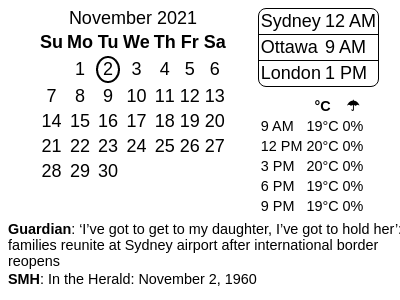 November 2021
Su Mo Tu We Th Fr Sa
1 2 3 4 5 6
7 8 9 10 11 12 13
14 15 16 17 18 19 20
21 22 23 24 25 26 27
28 29 30
Sydney 12 AM
Ottawa 9 AM
London 1 PM
°C ☂
9 AM 19°C 0%
12 PM 20°C 0%
3 PM 20°C 0%
6 PM 19°C 0%
9 PM 19°C 0%
Guardian: ‘I’ve got to get to my daughter, I’ve got to hold her’:
families reunite at Sydney airport after international border
reopens
SMH: In the Herald: November 2, 1960